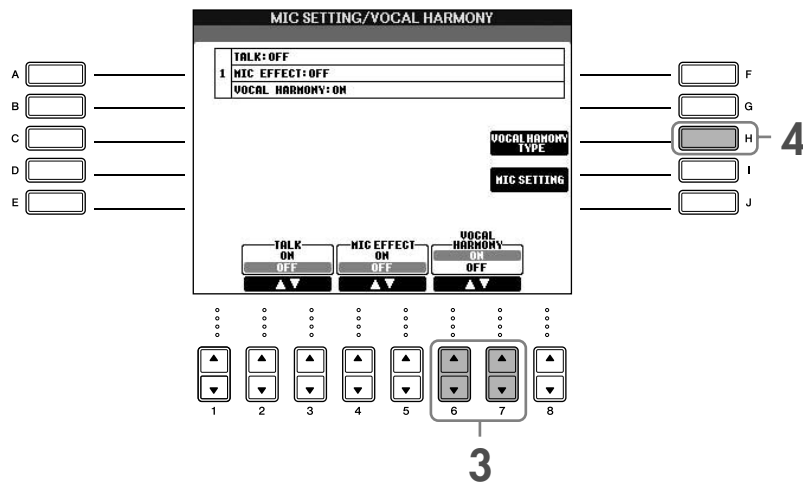 MIC SETTING/VOCAL HARMONY
TALK: OFF
1 MIC EFFECT: OFF
VOCAL HARMONY: ON
A
B
C
D
E
F
G
H
I
J
4
VOCAL HAMONY
TYPE
MIC SETTING
TALK
ON
OFF
MIC EFFECT
ON
OFF
VOCAL
HARMONY
ON
OFF
1 2 3 4 5 6 7 8
3